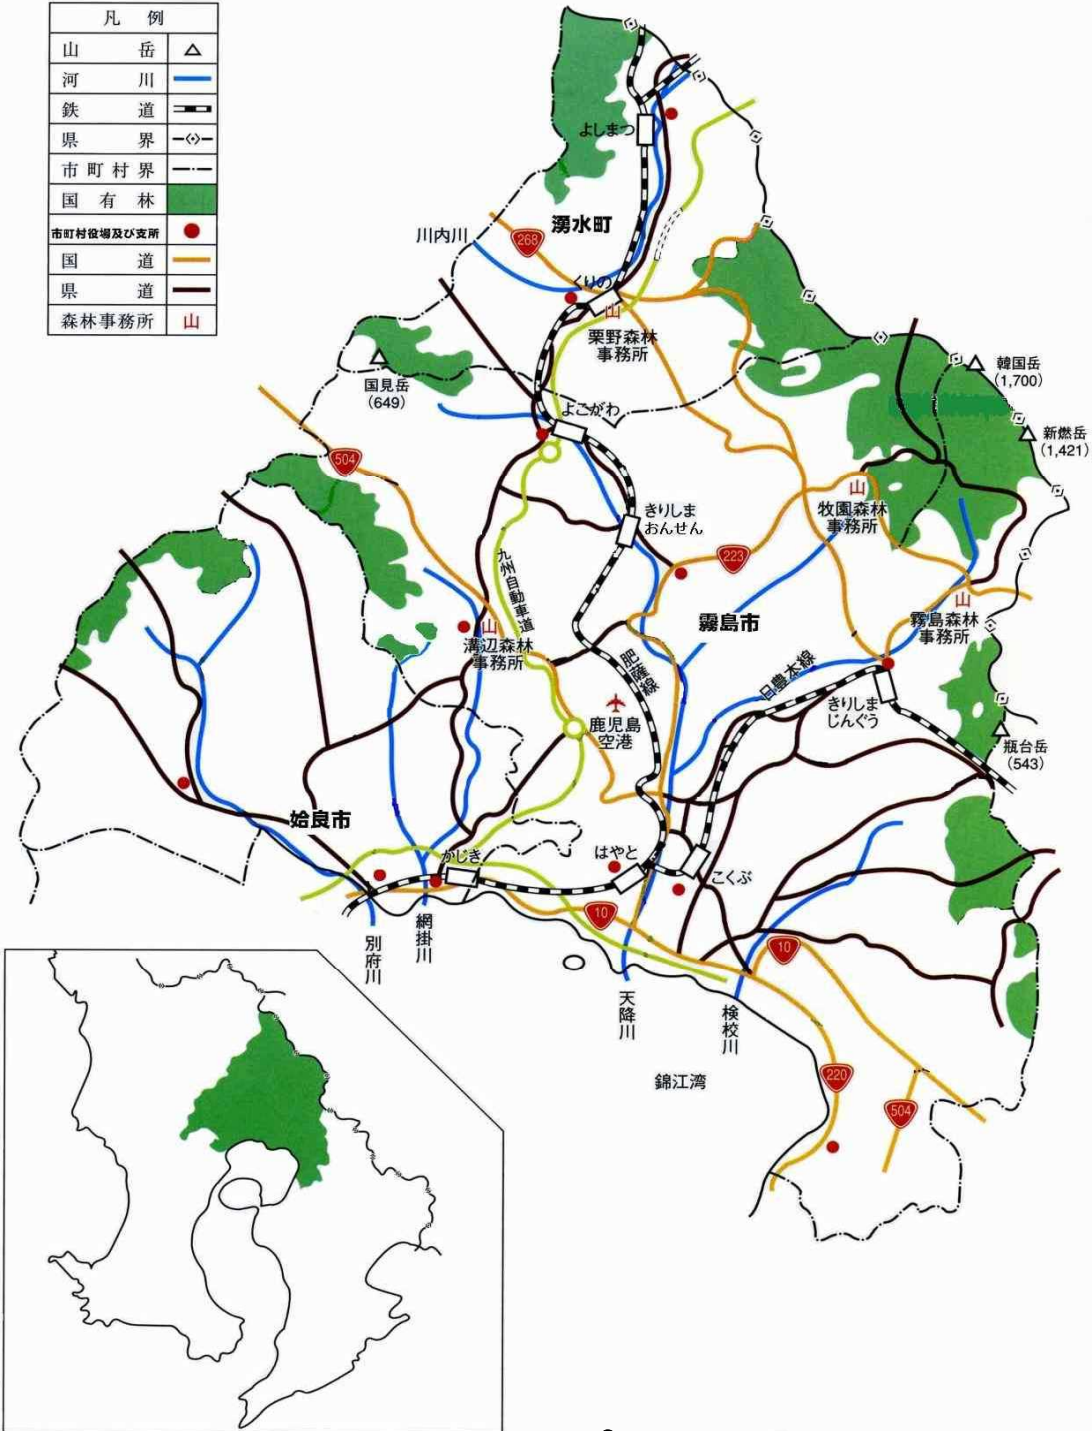 凡例
山岳
河川
鉄道
県界
市町村界
国有林
市町村役場及び支所
国道
県道
森林事務所 山
よしまつ
湧水町
川内川
268
くりの
山
栗野森林
事務所
国見岳
(649)
韓国岳
(1,700)
新燃岳
(1,421)
よこがわ
504
山
牧園森林
事務所
きりしま
おんせん
223
九州自動車道
山
溝辺森林
事務所
霧島市
山
霧島森林
事務所
肥薩線
日豊本線
きりしま
じんぐう
鹿児島
空港
瓶台岳
(543)
姶良市
かじき
はやと
こくぶ
10
10
別府川
網掛川
天降川
検校川
錦江湾
220
504